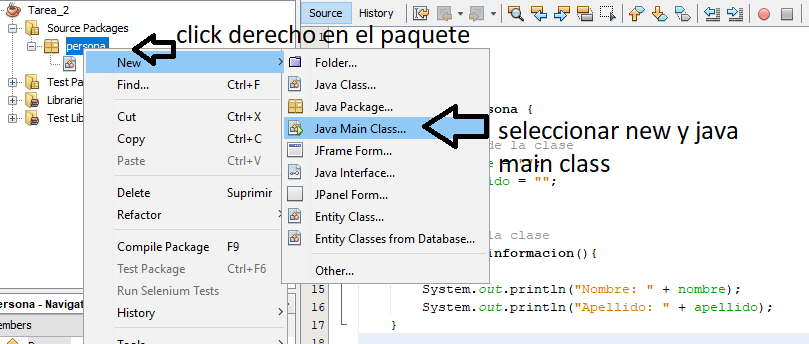 Tarea_2
Source Packages
persona
Test Pa
Librarie
Test Lib
click derecho en el paquete
New
Find... Ctrl+F
Cut Ctrl+X
Copy Ctrl+C
Paste Ctrl+V
Delete Suprimir
Refactor
Compile Package F9
Test Package Ctrl+F6
Run Selenium Tests
History
Tools
Folder...
Java Class...
Java Package...
Java Main Class...
JFrame Form...
Java Interface...
JPanel Form...
Entity Class...
Entity Classes from Database...
Other...
seleccionar new y java
main class
Source History
1
sona {
de la clase
e = "";
ido = "";
la clase
informacion(){
15 System.out.println("Nombre: " + nombre);
16 System.out.println("Apellido: " + apellido);
17 }
18
ersona - Navigat
embers
persona